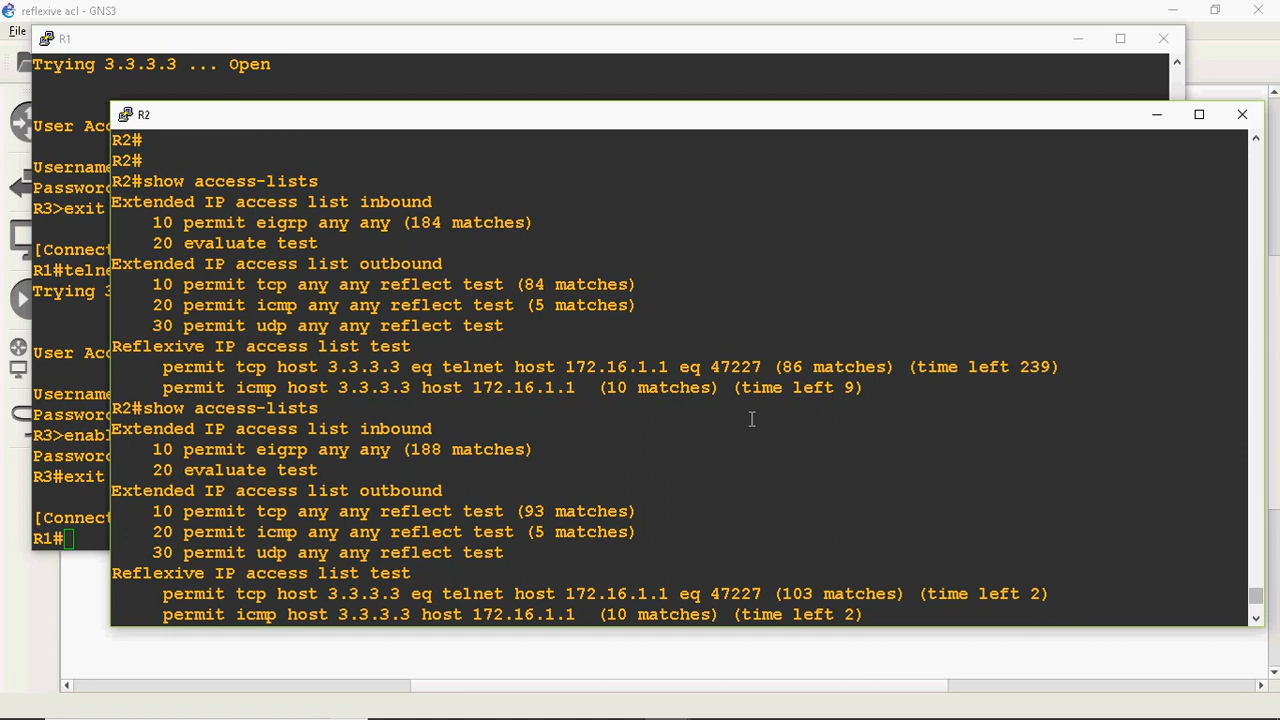 reflexive acl - GNS3
File
R1
Trying 3.3.3.3 ... Open
User Acc
Username
Password
R3>exit
[Connect
R1#telne
Trying 3
User Acc
Username
Password
R3>enabl
Password
R3#exit
[Connect
R1#
R2
R2#
R2#
R2#show access-lists
Extended IP access list inbound
    10 permit eigrp any any (184 matches)
    20 evaluate test
Extended IP access list outbound
    10 permit tcp any any reflect test (84 matches)
    20 permit icmp any any reflect test (5 matches)
    30 permit udp any any reflect test
Reflexive IP access list test
     permit tcp host 3.3.3.3 eq telnet host 172.16.1.1 eq 47227 (86 matches) (time left 239)
     permit icmp host 3.3.3.3 host 172.16.1.1  (10 matches) (time left 9)
R2#show access-lists
Extended IP access list inbound
    10 permit eigrp any any (188 matches)
    20 evaluate test
Extended IP access list outbound
    10 permit tcp any any reflect test (93 matches)
    20 permit icmp any any reflect test (5 matches)
    30 permit udp any any reflect test
Reflexive IP access list test
     permit tcp host 3.3.3.3 eq telnet host 172.16.1.1 eq 47227 (103 matches) (time left 2)
     permit icmp host 3.3.3.3 host 172.16.1.1  (10 matches) (time left 2)